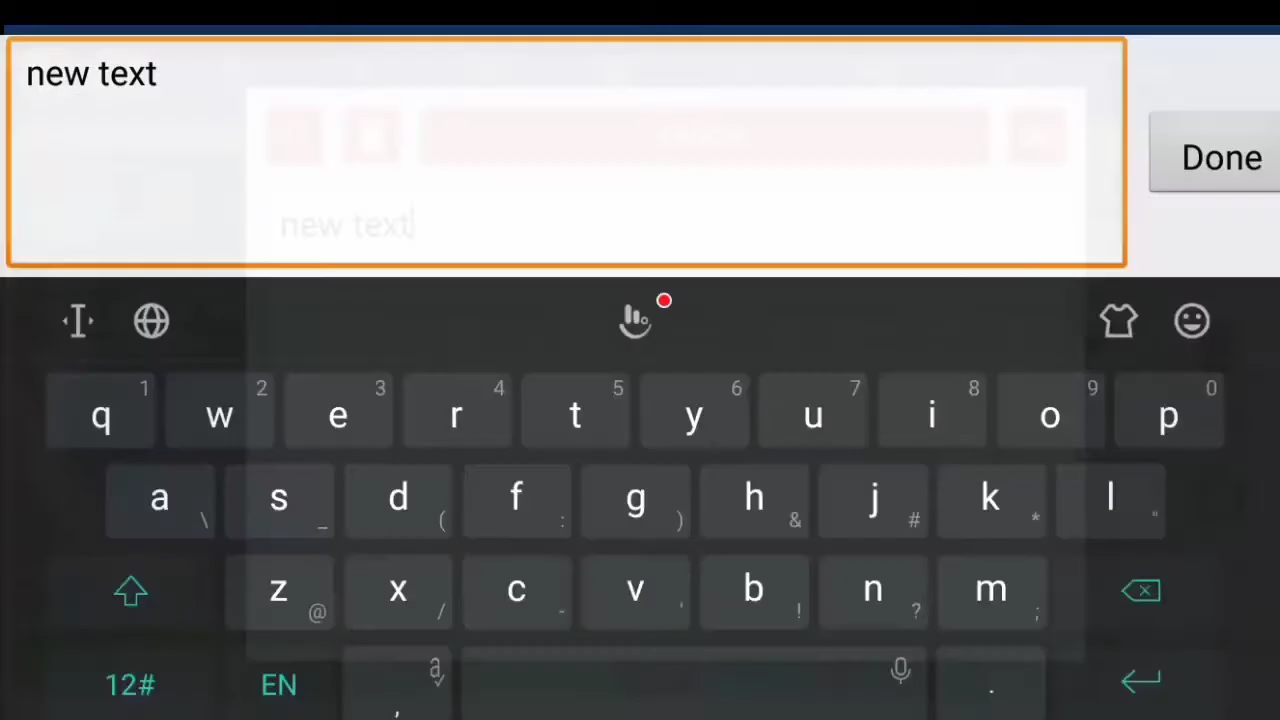 new text
Done
new text
1 2 3 4 5 6 7 8 9 0
q w e r t y u i o p
a s d f g h j k l
\ _ ( : ) & # * "
z x c v b n m
@ / - ' ! ? ;
12# EN , .